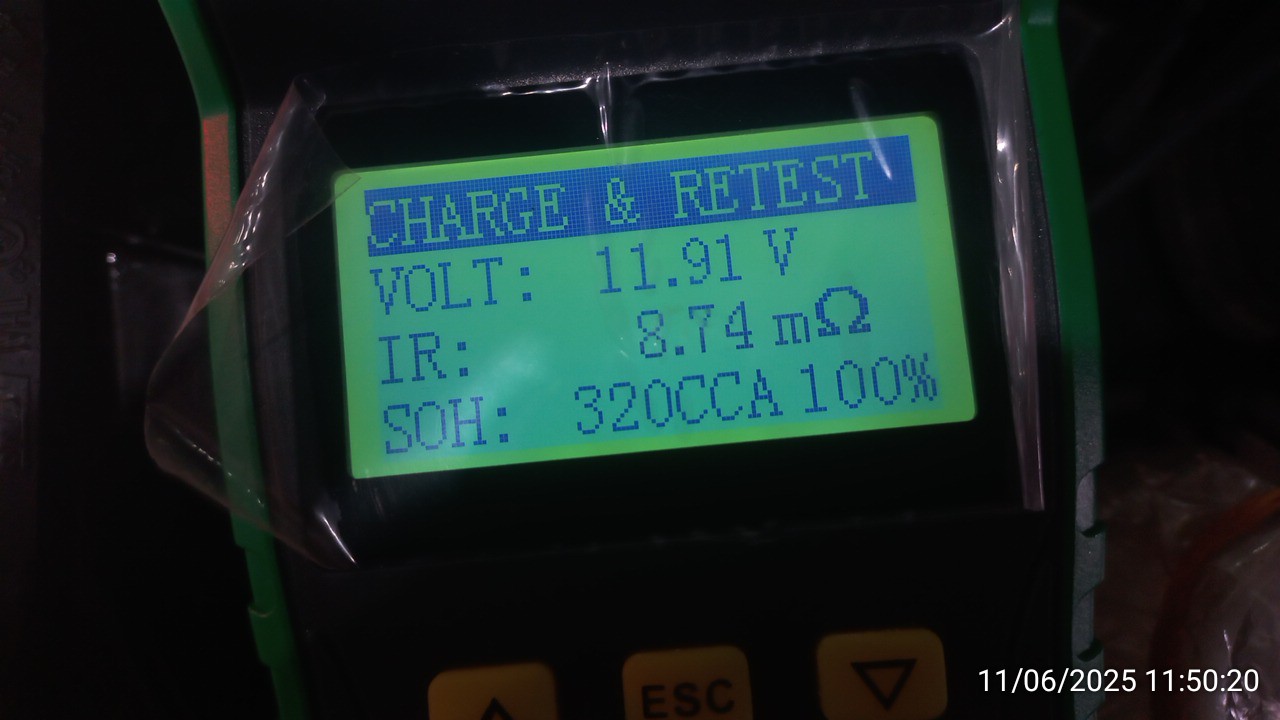 CHARGE & RETEST
VOLT: 11.91 V
IR: 8.74 mΩ
SOH: 320CCA 100%
ESC
11/06/2025 11:50:20